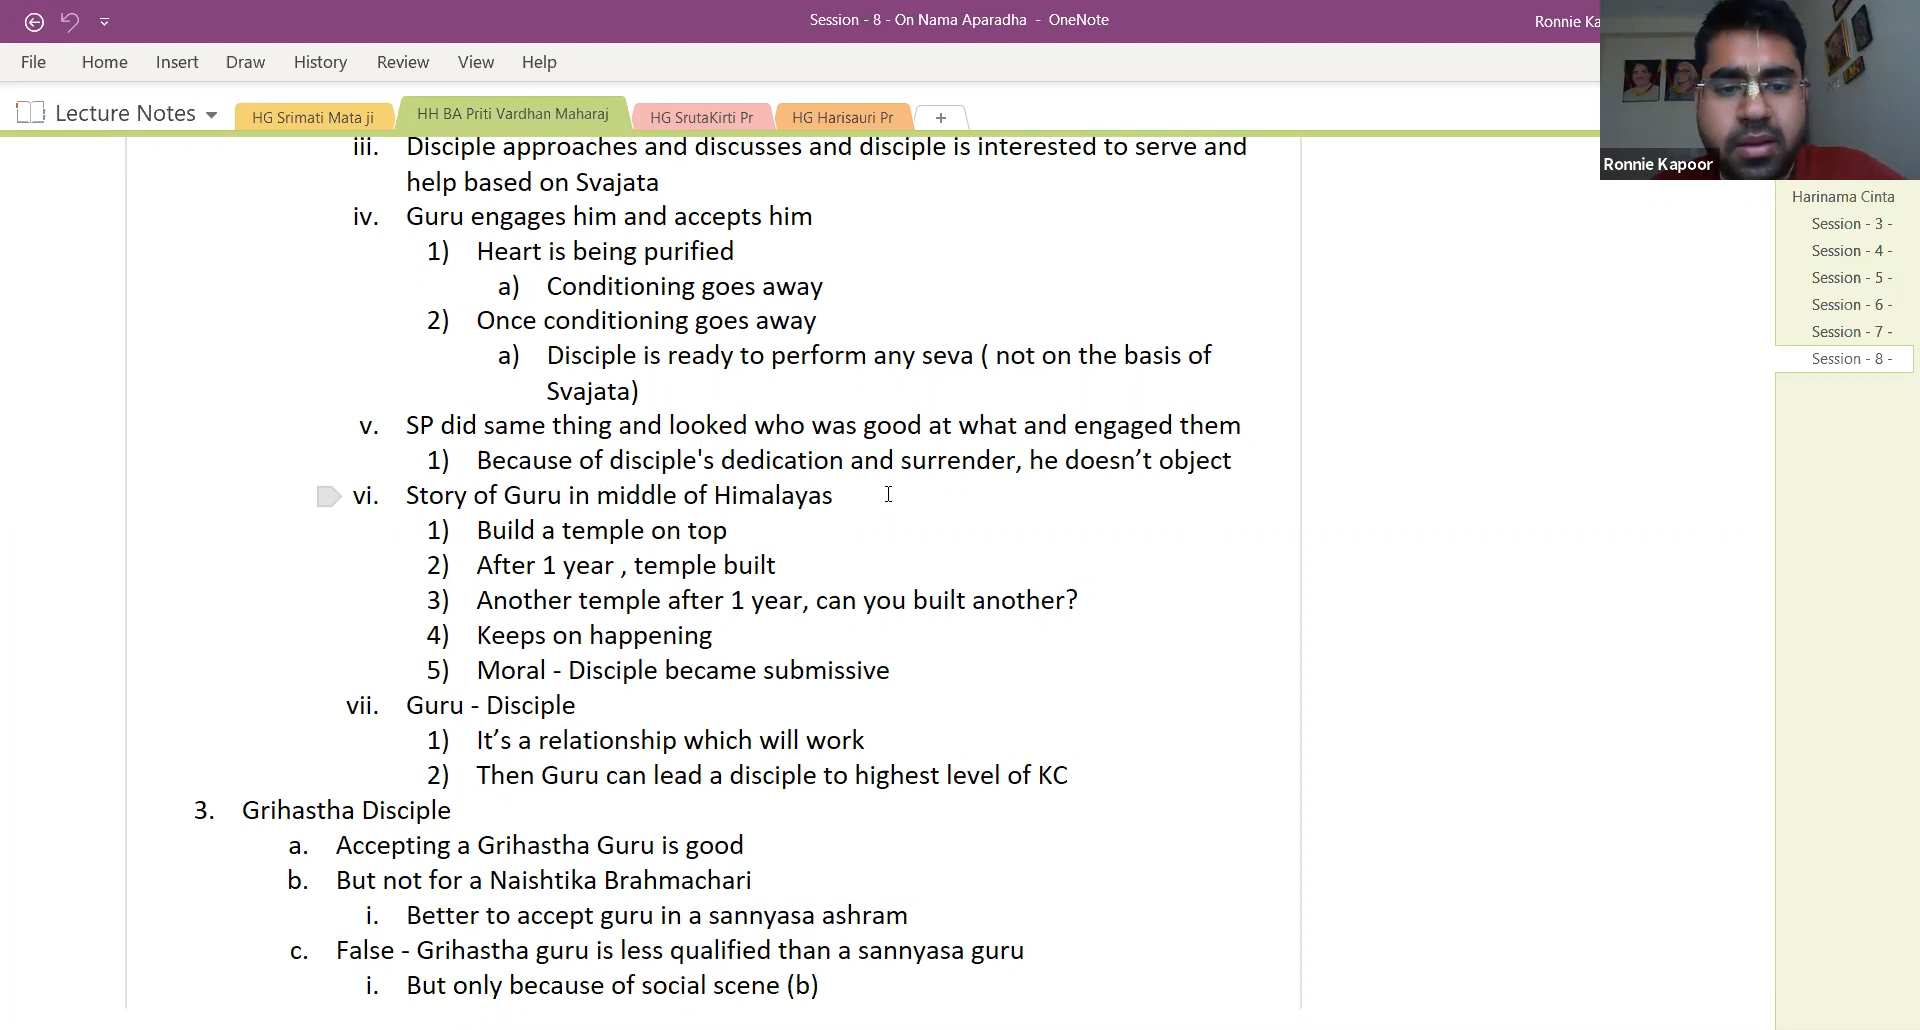 Session - 8 - On Nama Aparadha - OneNote
Ronnie Ka
File Home Insert Draw History Review View Help
Lecture Notes
HG Srimati Mata ji
HH BA Priti Vardhan Maharaj
HG SrutaKirti Pr
HG Harisauri Pr
+
Ronnie Kapoor
iii. Disciple approaches and discusses and disciple is interested to serve and
help based on Svajata
iv. Guru engages him and accepts him
1) Heart is being purified
a) Conditioning goes away
2) Once conditioning goes away
a) Disciple is ready to perform any seva ( not on the basis of
Svajata)
v. SP did same thing and looked who was good at what and engaged them
1) Because of disciple's dedication and surrender, he doesn’t object
vi. Story of Guru in middle of Himalayas
1) Build a temple on top
2) After 1 year , temple built
3) Another temple after 1 year, can you built another?
4) Keeps on happening
5) Moral - Disciple became submissive
vii. Guru - Disciple
1) It’s a relationship which will work
2) Then Guru can lead a disciple to highest level of KC
3. Grihastha Disciple
a. Accepting a Grihastha Guru is good
b. But not for a Naishtika Brahmachari
i. Better to accept guru in a sannyasa ashram
c. False - Grihastha guru is less qualified than a sannyasa guru
i. But only because of social scene (b)
Harinama Cinta
Session - 3 -
Session - 4 -
Session - 5 -
Session - 6 -
Session - 7 -
Session - 8 -